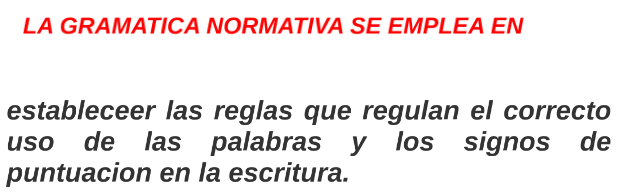 LA GRAMATICA NORMATIVA SE EMPLEA EN
estableceer las reglas que regulan el correcto
uso de las palabras y los signos de
puntuacion en la escritura.